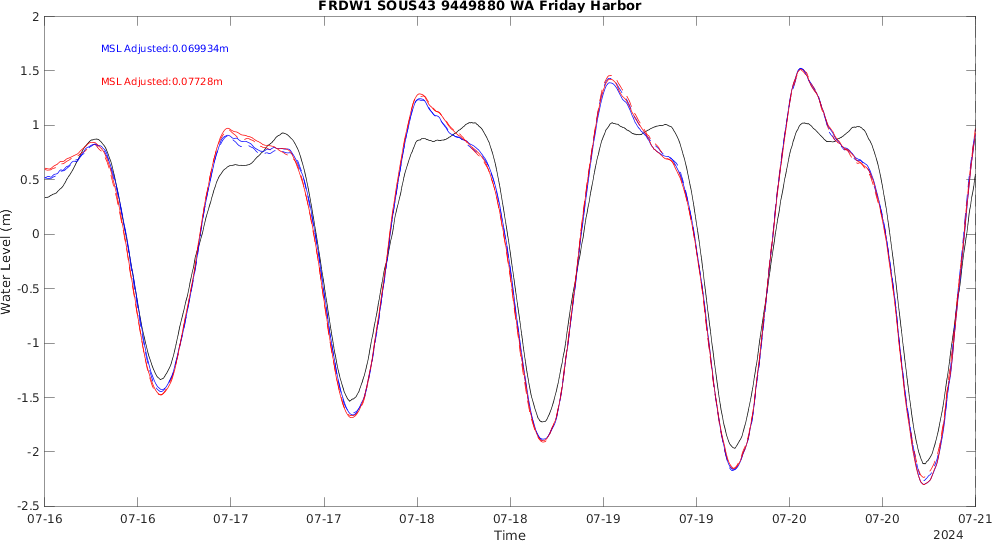 FRDW1 SOUS43 9449880 WA Friday Harbor
MSL Adjusted:0.069934m
MSL Adjusted:0.07728m
Water Level (m)
2
1.5
1
0.5
0
-0.5
-1
-1.5
-2
-2.5
07-16 07-16 07-17 07-17 07-18 07-18 07-19 07-19 07-20 07-20 07-21
Time
2024